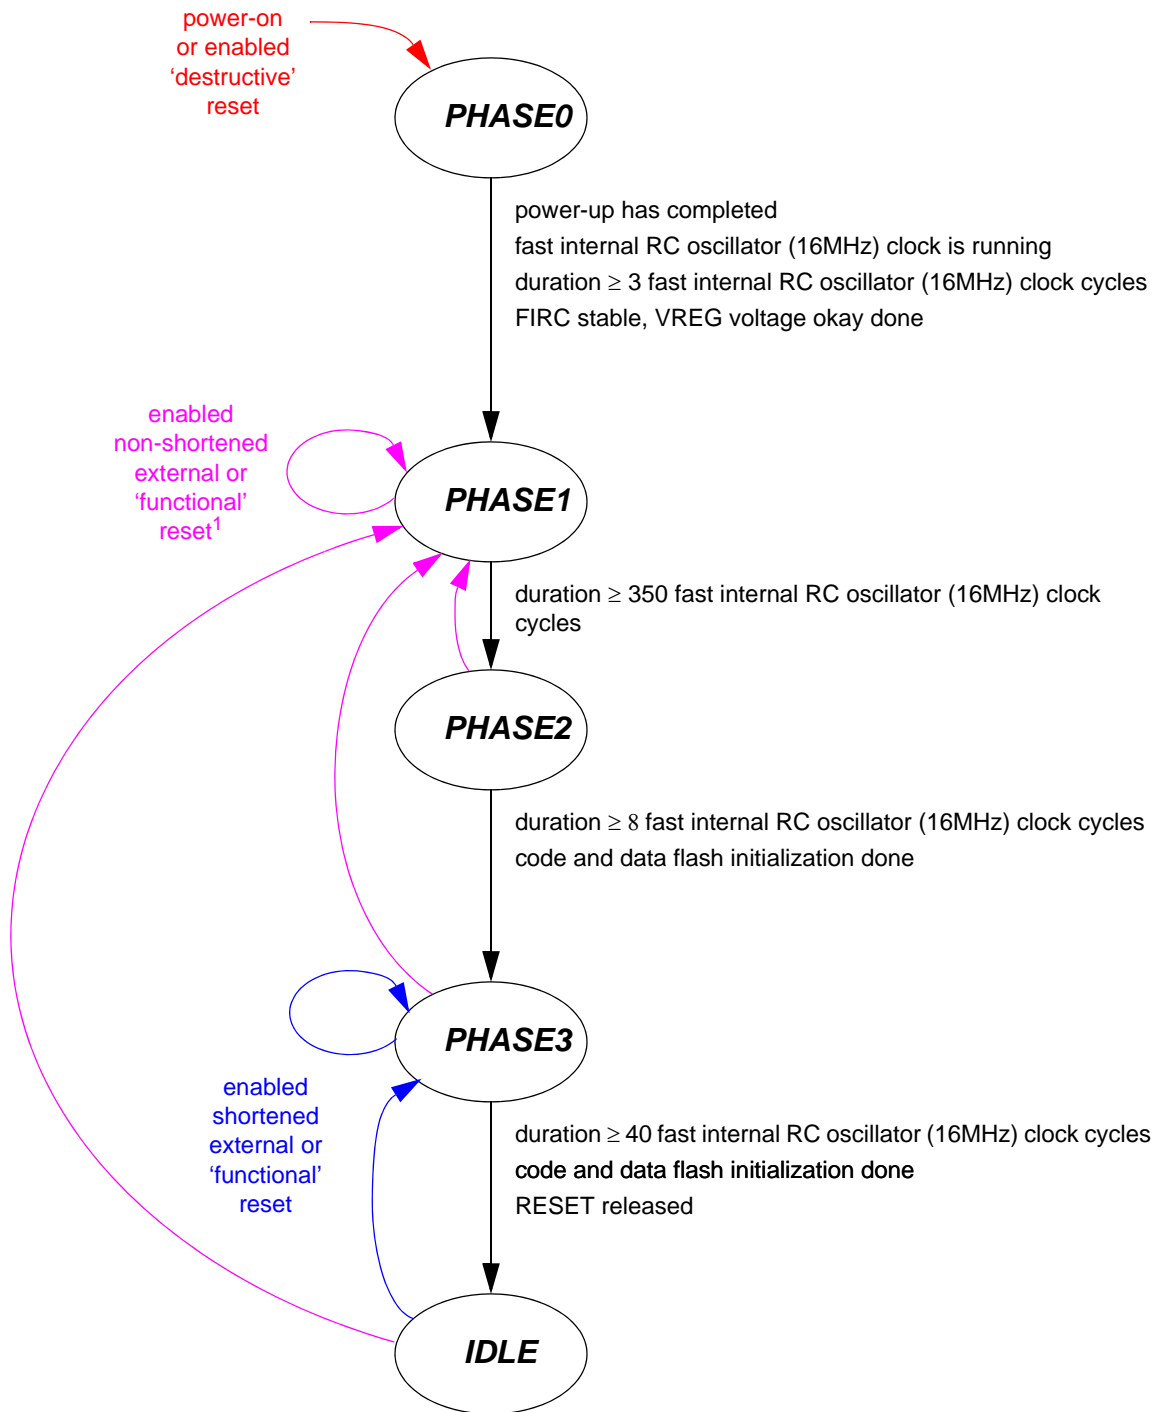 power-on
or enabled
‘destructive’
reset
PHASE0
power-up has completed
fast internal RC oscillator (16MHz) clock is running
duration ≥ 3 fast internal RC oscillator (16MHz) clock cycles
FIRC stable, VREG voltage okay done
enabled
non-shortened
external or
‘functional’
reset1
PHASE1
duration ≥ 350 fast internal RC oscillator (16MHz) clock
cycles
PHASE2
duration ≥ 8 fast internal RC oscillator (16MHz) clock cycles
code and data flash initialization done
PHASE3
enabled
shortened
external or
‘functional’
reset
duration ≥ 40 fast internal RC oscillator (16MHz) clock cycles
code and data flash initialization done
RESET released
IDLE